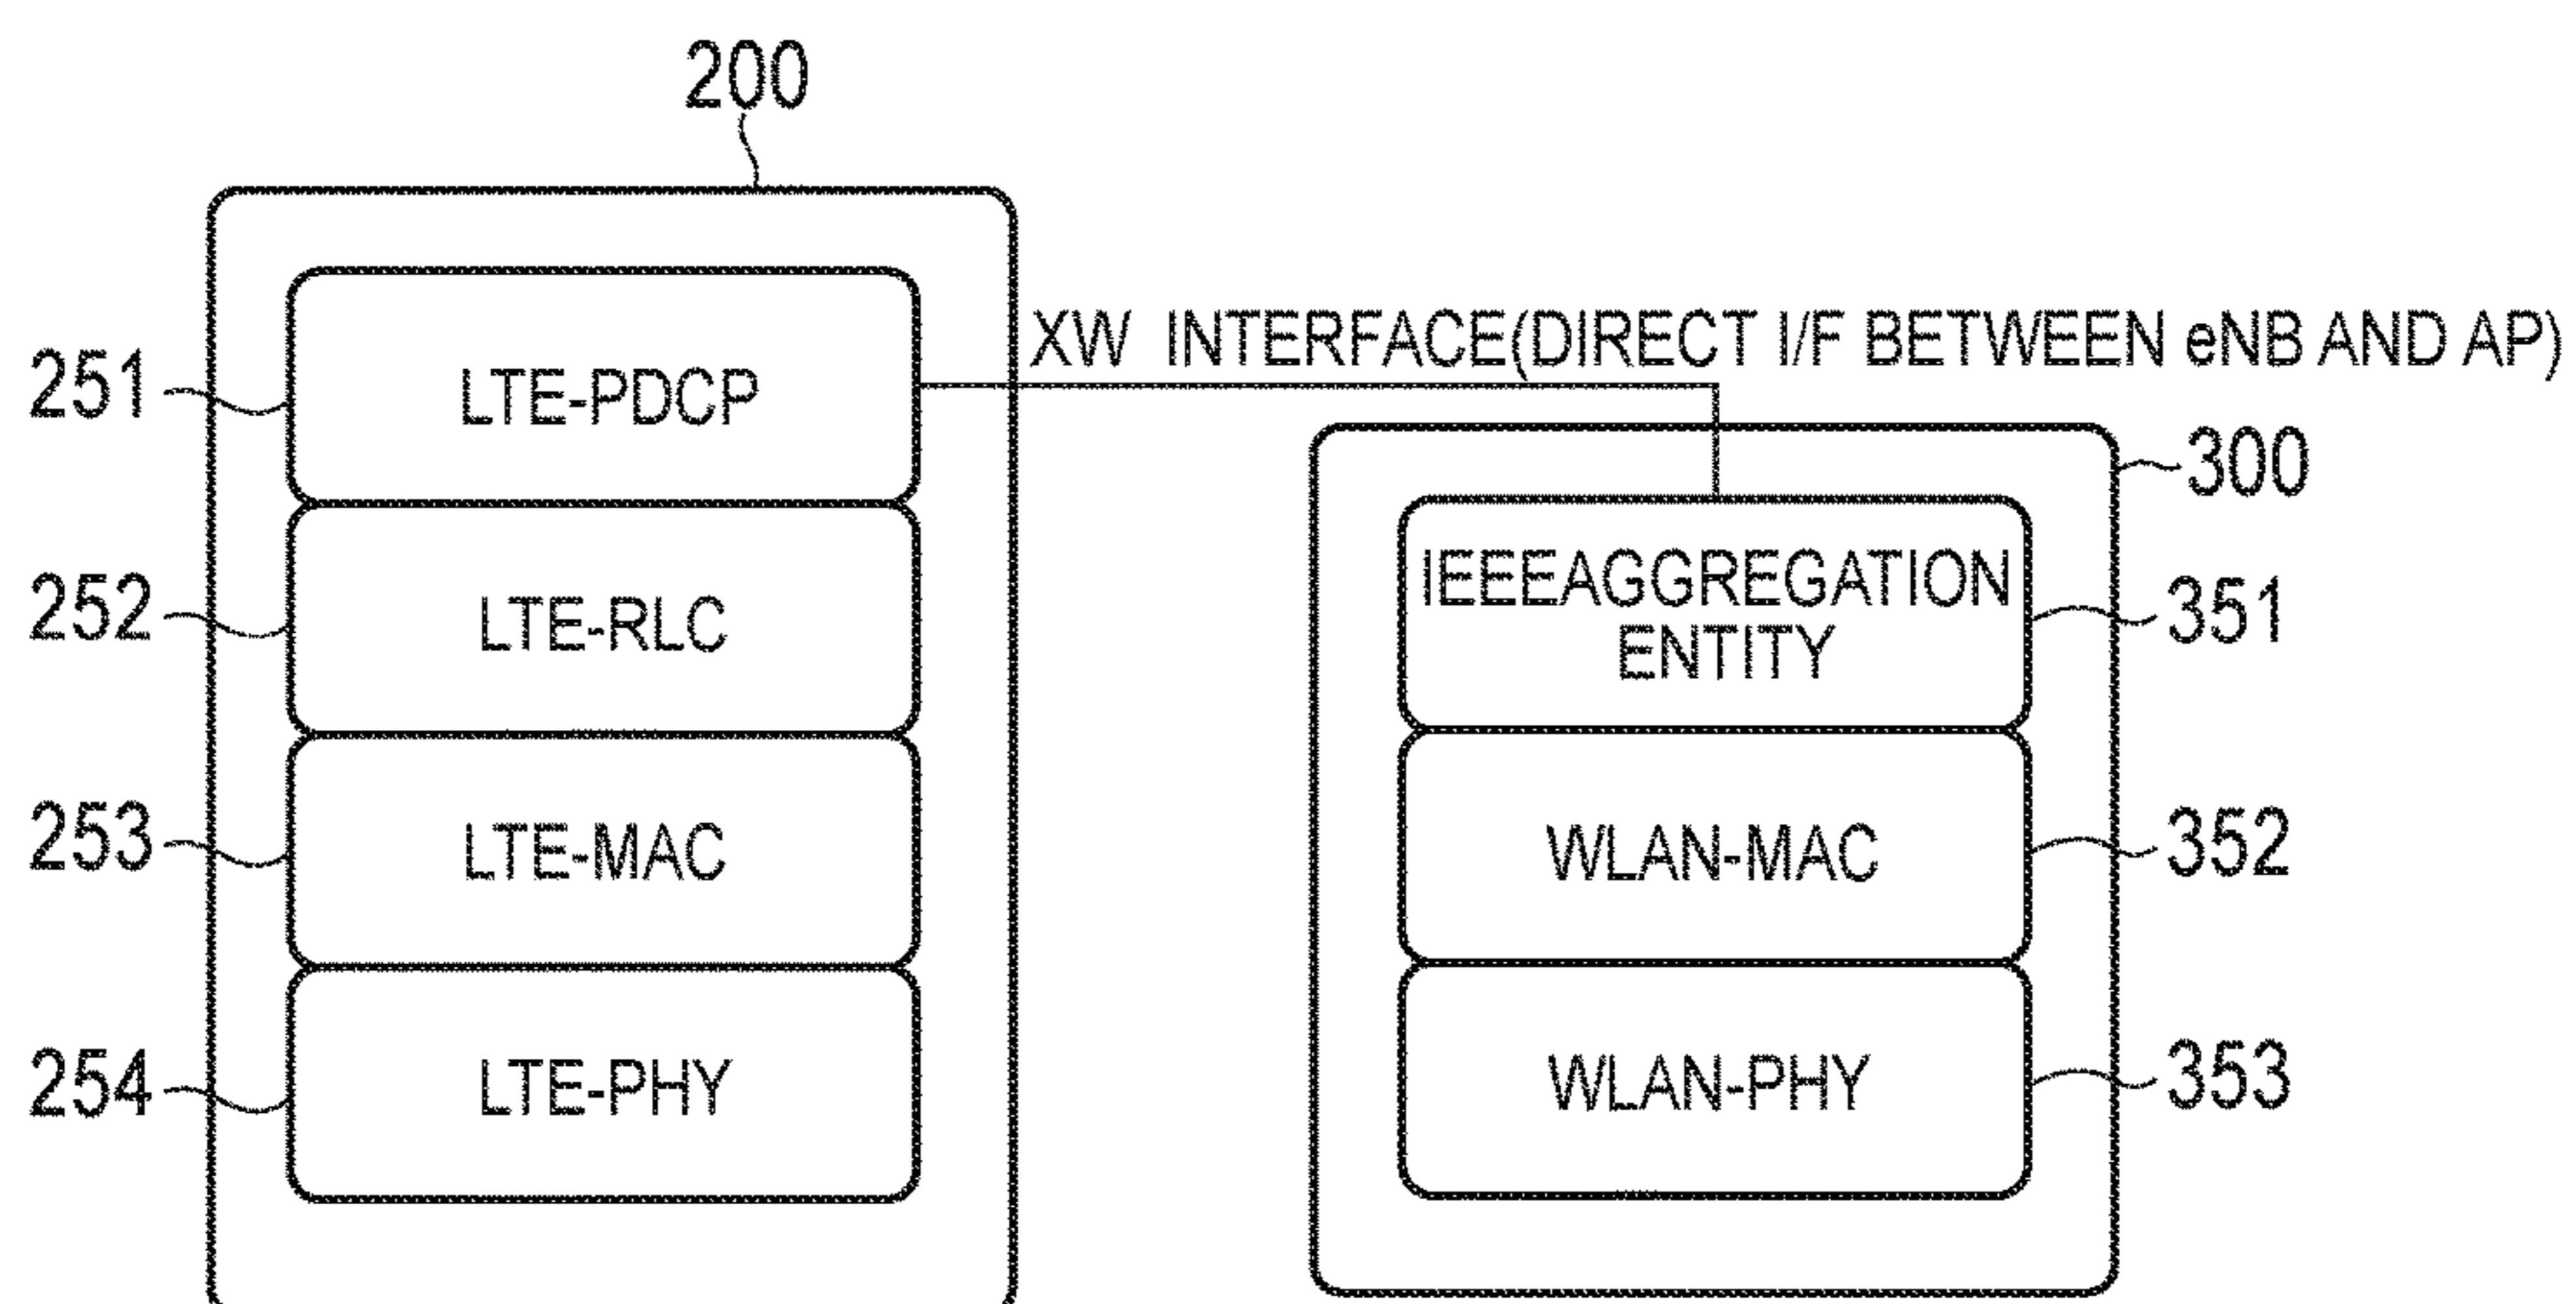 200
XW INTERFACE(DIRECT I/F BETWEEN eNB AND AP)
251
LTE-PDCP
300
252
LTE-RLC
IEEEAGGREGATION
ENTITY
351
253
LTE-MAC
WLAN-MAC
352
254
LTE-PHY
WLAN-PHY
353